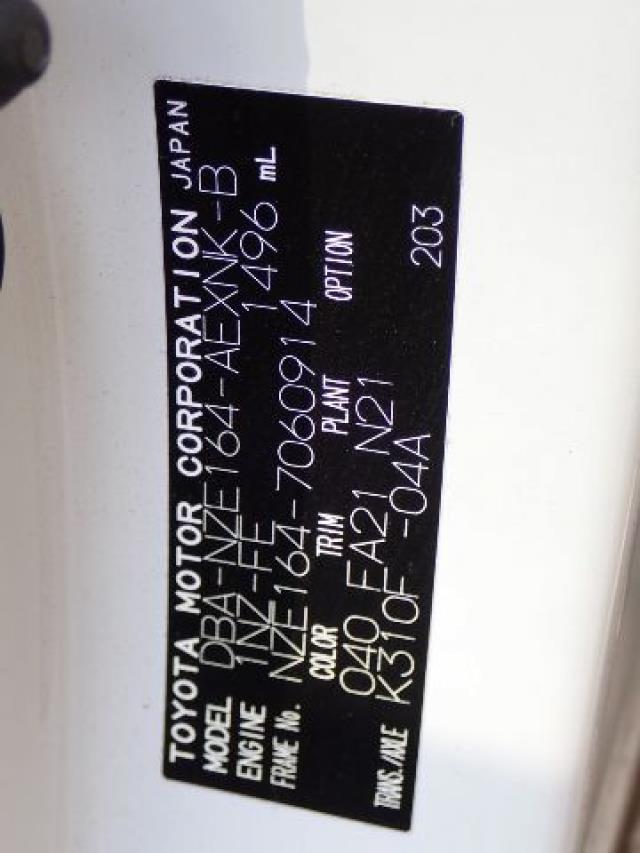 TOYOTA MOTOR CORPORATION JAPAN
MODEL DBA-NZE164-AEXNK-B
ENGINE 1NZ-FE 1496 mL
FRAME No. NZE164-7060914
COLOR TRIM PLANT OPTION
040 FA21 N21
TRANS./AXLE K310F -04A 203